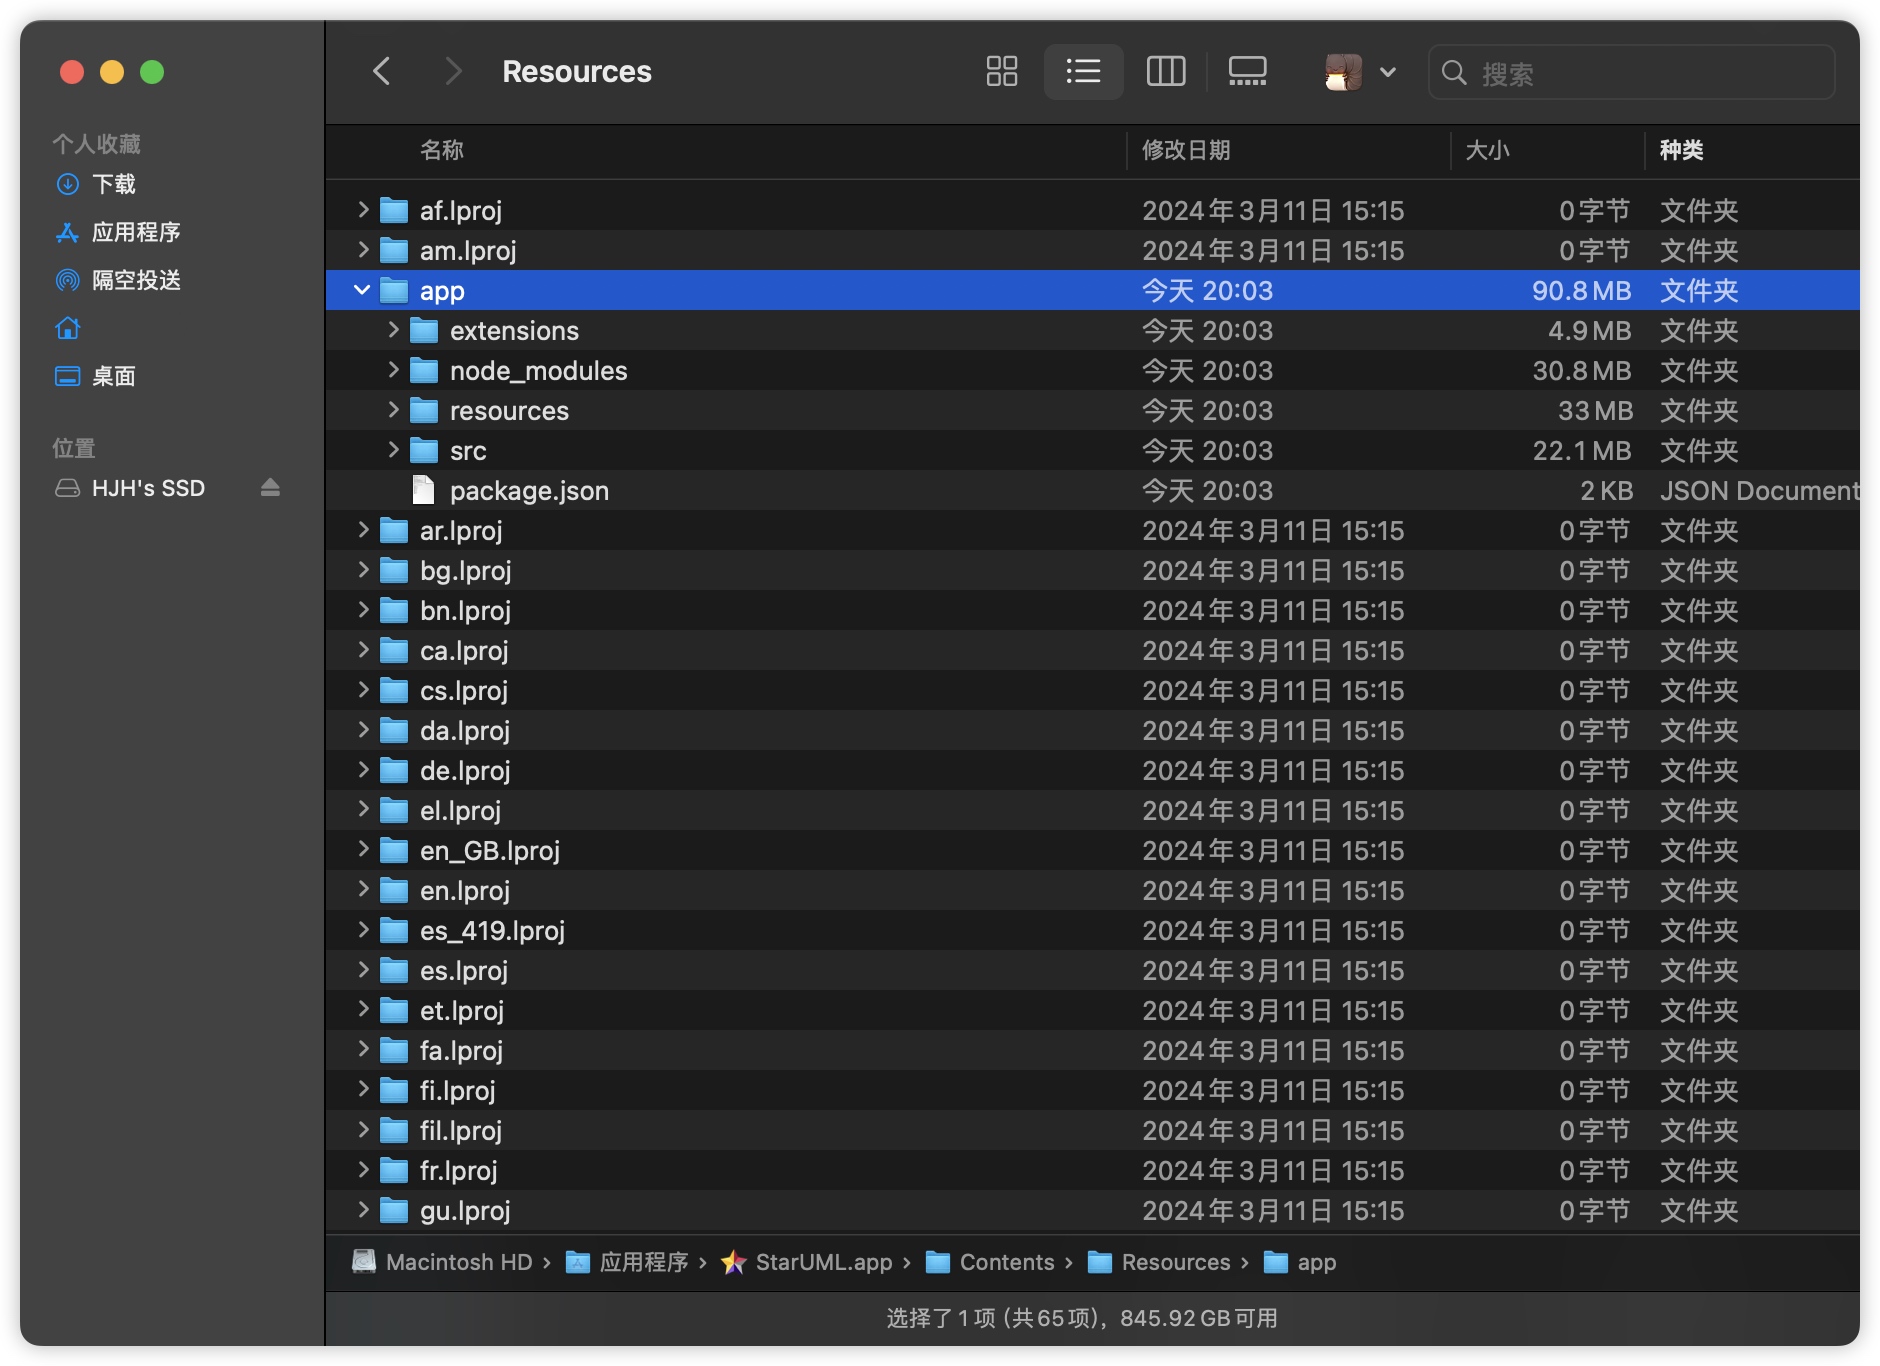 Resources
搜索
个人收藏
下载
应用程序
隔空投送
桌面
位置
HJH's SSD
名称 修改日期 大小 种类
af.lproj 2024年3月11日 15:15 0字节 文件夹
am.lproj 2024年3月11日 15:15 0字节 文件夹
app 今天 20:03 90.8 MB 文件夹
extensions 今天 20:03 4.9 MB 文件夹
node_modules 今天 20:03 30.8 MB 文件夹
resources 今天 20:03 33 MB 文件夹
src 今天 20:03 22.1 MB 文件夹
package.json 今天 20:03 2 KB JSON Document
ar.lproj 2024年3月11日 15:15 0字节 文件夹
bg.lproj 2024年3月11日 15:15 0字节 文件夹
bn.lproj 2024年3月11日 15:15 0字节 文件夹
ca.lproj 2024年3月11日 15:15 0字节 文件夹
cs.lproj 2024年3月11日 15:15 0字节 文件夹
da.lproj 2024年3月11日 15:15 0字节 文件夹
de.lproj 2024年3月11日 15:15 0字节 文件夹
el.lproj 2024年3月11日 15:15 0字节 文件夹
en_GB.lproj 2024年3月11日 15:15 0字节 文件夹
en.lproj 2024年3月11日 15:15 0字节 文件夹
es_419.lproj 2024年3月11日 15:15 0字节 文件夹
es.lproj 2024年3月11日 15:15 0字节 文件夹
et.lproj 2024年3月11日 15:15 0字节 文件夹
fa.lproj 2024年3月11日 15:15 0字节 文件夹
fi.lproj 2024年3月11日 15:15 0字节 文件夹
fil.lproj 2024年3月11日 15:15 0字节 文件夹
fr.lproj 2024年3月11日 15:15 0字节 文件夹
gu.lproj 2024年3月11日 15:15 0字节 文件夹
Macintosh HD › 应用程序 › StarUML.app › Contents › Resources › app
选择了1项 (共65项)，845.92 GB可用